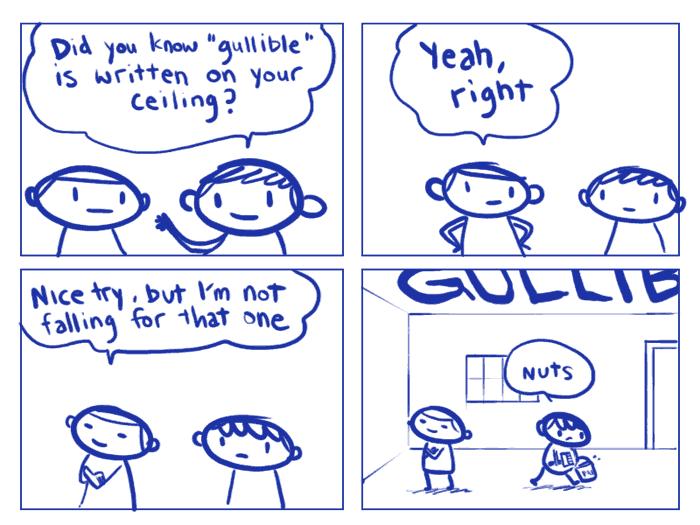 Did you know "gullible"
is written on your
ceiling?
Yeah,
right
Nice try, but I'm not
falling for that one
GULLIB
NUTS